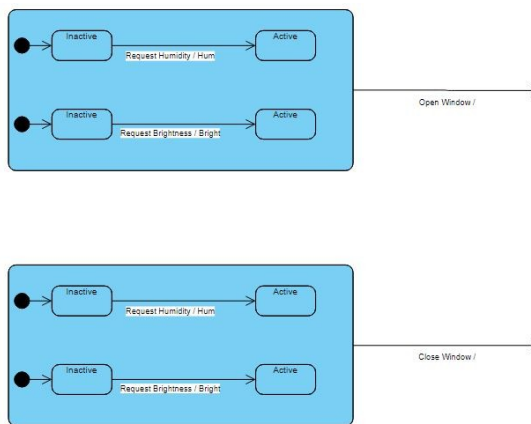 Inactive
Active
Request Humidity / Hum
Open Window /
Inactive
Active
Request Brightness / Bright
Inactive
Active
Request Humidity / Hum
Close Window /
Inactive
Active
Request Brightness / Bright